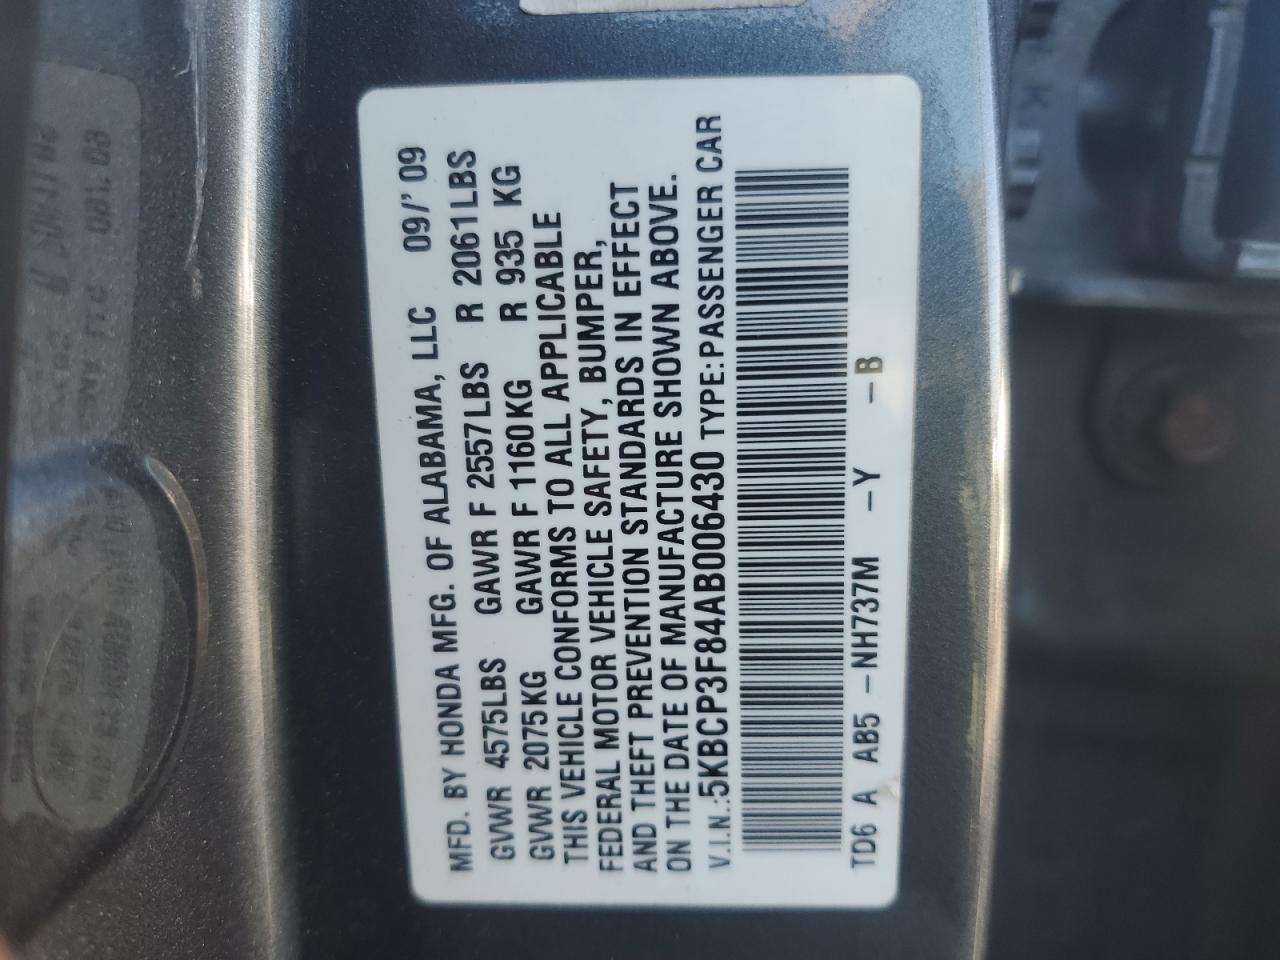 MFD. BY HONDA MFG. OF ALABAMA, LLC 09/'09
GVWR 4575LBS GAWR F 2557LBS R 2061LBS
GVWR 2075KG GAWR F 1160KG R 935 KG
THIS VEHICLE CONFORMS TO ALL APPLICABLE
FEDERAL MOTOR VEHICLE SAFETY, BUMPER,
AND THEFT PREVENTION STANDARDS IN EFFECT
ON THE DATE OF MANUFACTURE SHOWN ABOVE.
V.I.N.:5KBCP3F84AB006430 TYPE:PASSENGER CAR
TD6 A AB5 -NH737M -Y -B